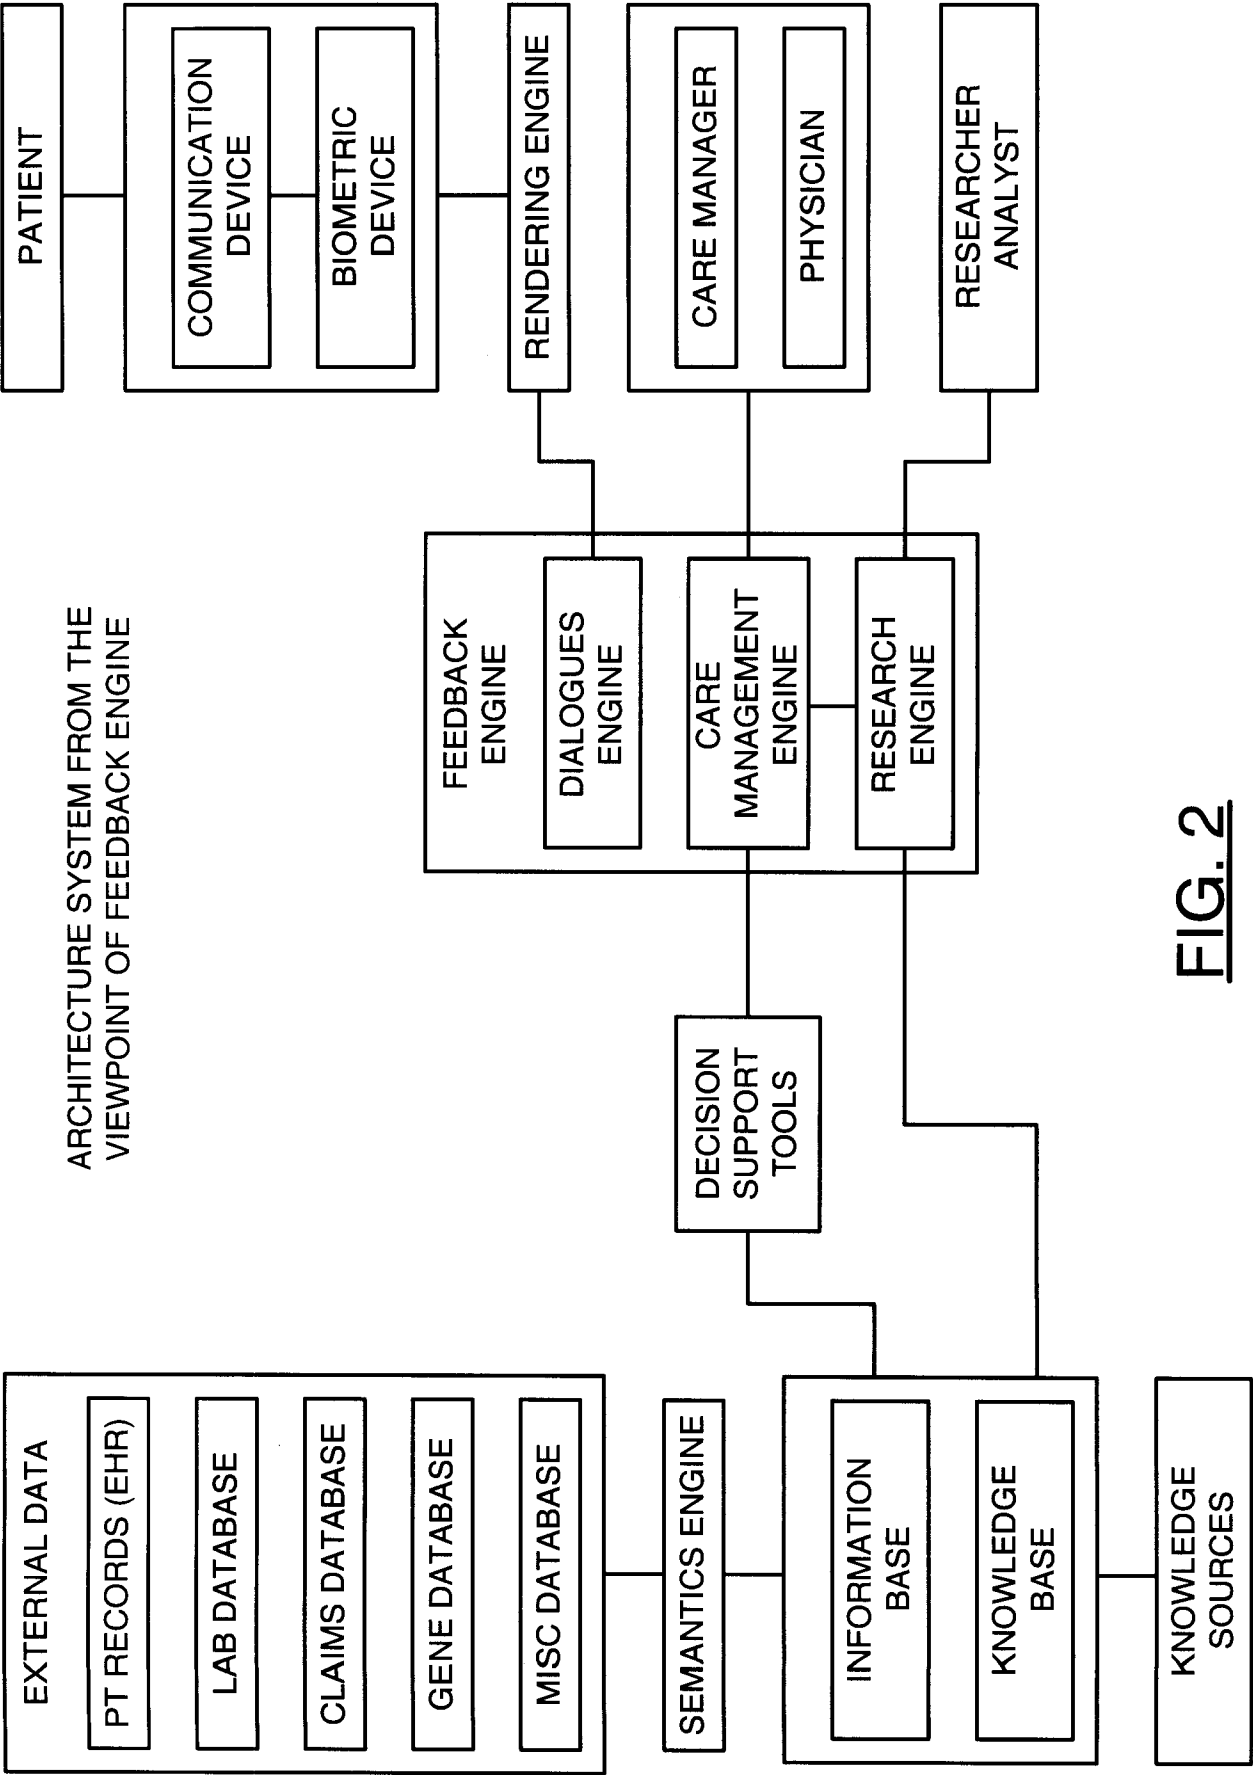 ARCHITECTURE SYSTEM FROM THE
VIEWPOINT OF FEEDBACK ENGINE
EXTERNAL DATA
PT RECORDS (EHR)
LAB DATABASE
CLAIMS DATABASE
GENE DATABASE
MISC DATABASE
SEMANTICS ENGINE
INFORMATION
BASE
KNOWLEDGE
BASE
KNOWLEDGE
SOURCES
DECISION
SUPPORT
TOOLS
FEEDBACK
ENGINE
DIALOGUES
ENGINE
CARE
MANAGEMENT
ENGINE
RESEARCH
ENGINE
PATIENT
COMMUNICATION
DEVICE
BIOMETRIC
DEVICE
RENDERING ENGINE
CARE MANAGER
PHYSICIAN
RESEARCHER
ANALYST
FIG. 2